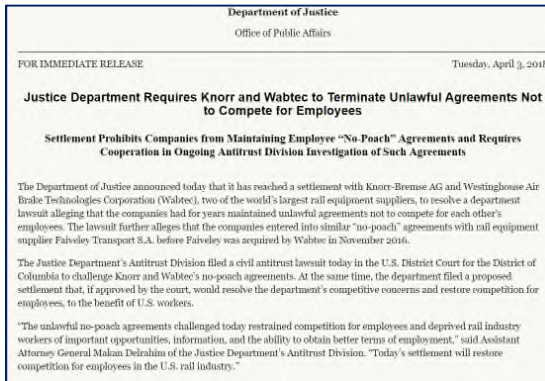 Department of Justice
Office of Public Affairs
FOR IMMEDIATE RELEASE Tuesday, April 3, 2018
Justice Department Requires Knorr and Wabtec to Terminate Unlawful Agreements Not
to Compete for Employees
Settlement Prohibits Companies from Maintaining Employee “No-Poach” Agreements and Requires
Cooperation in Ongoing Antitrust Division Investigation of Such Agreements
The Department of Justice announced today that it has reached a settlement with Knorr-Bremse AG and Westinghouse Air
Brake Technologies Corporation (Wabtec), two of the world’s largest rail equipment suppliers, to resolve a department
lawsuit alleging that the companies had for years maintained unlawful agreements not to compete for each other’s
employees. The lawsuit further alleges that the companies entered into similar “no-poach” agreements with rail equipment
supplier Faiveley Transport S.A. before Faiveley was acquired by Wabtec in November 2016.
The Justice Department’s Antitrust Division filed a civil antitrust lawsuit today in the U.S. District Court for the District of
Columbia to challenge Knorr and Wabtec’s no-poach agreements. At the same time, the department filed a proposed
settlement that, if approved by the court, would resolve the department’s competitive concerns and restore competition for
employees, to the benefit of U.S. workers.
“The unlawful no-poach agreements challenged today restrained competition for employees and deprived rail industry
workers of important opportunities, information, and the ability to obtain better terms of employment,” said Assistant
Attorney General Makan Delrahim of the Justice Department’s Antitrust Division. “Today’s settlement will restore
competition for employees in the U.S. rail industry.”